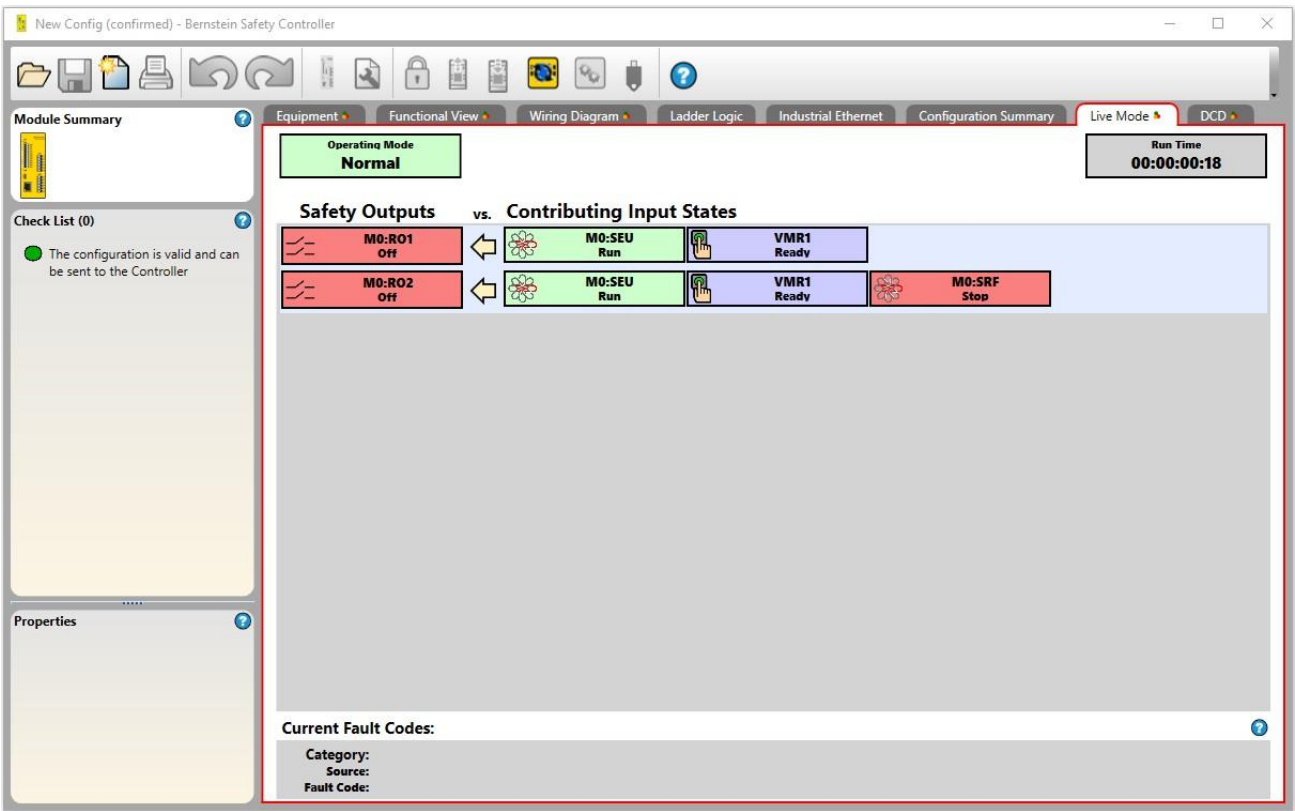 New Config (confirmed) - Bernstein Safety Controller
Module Summary
Equipment
Functional View
Wiring Diagram
Ladder Logic
Industrial Ethernet
Configuration Summary
Live Mode
DCD
Operating Mode
Normal
Run Time
00:00:00:18
Check List (0)
The configuration is valid and can
be sent to the Controller
Safety Outputs vs. Contributing Input States
M0:RO1
Off
M0:SEU
Run
VMR1
Ready
M0:RO2
Off
M0:SEU
Run
VMR1
Ready
M0:SRF
Stop
Properties
Current Fault Codes:
Category:
Source:
Fault Code: